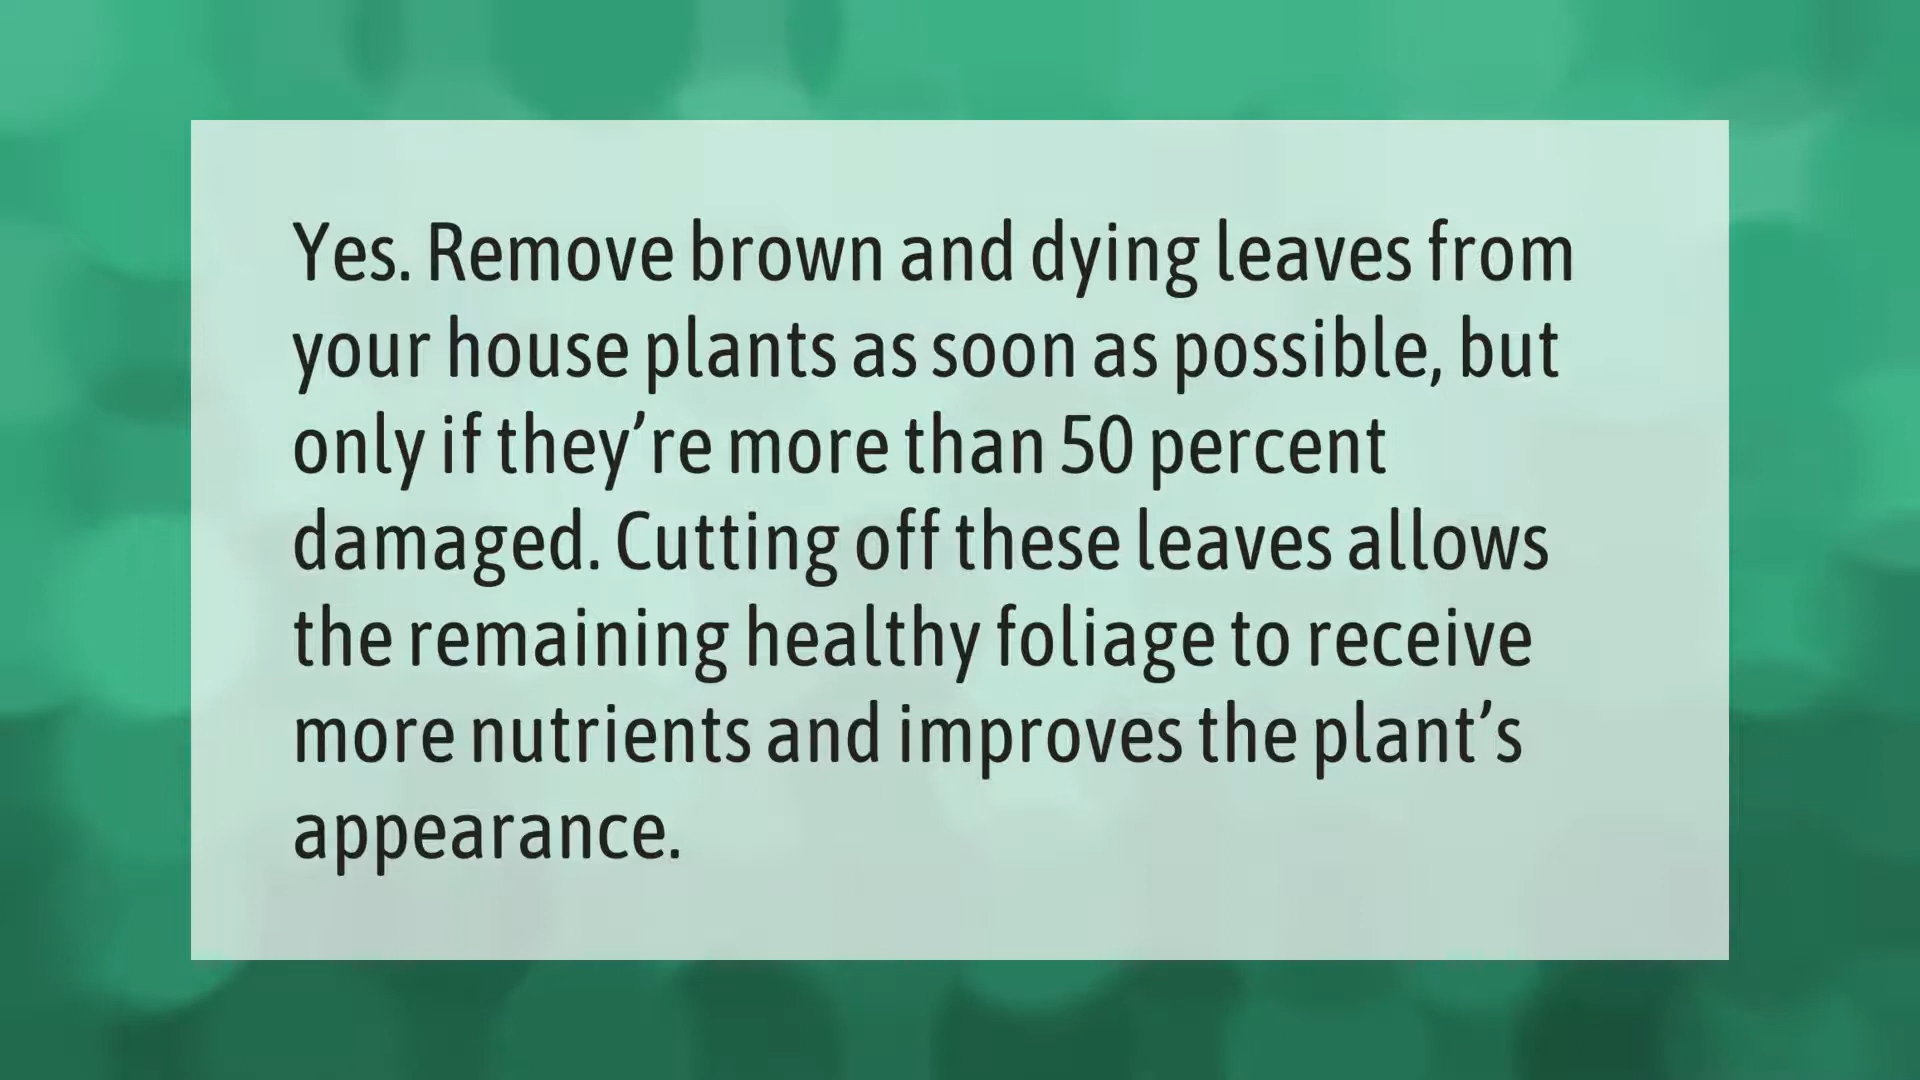 Yes. Remove brown and dying leaves from
your house plants as soon as possible, but
only if they’re more than 50 percent
damaged. Cutting off these leaves allows
the remaining healthy foliage to receive
more nutrients and improves the plant’s
appearance.